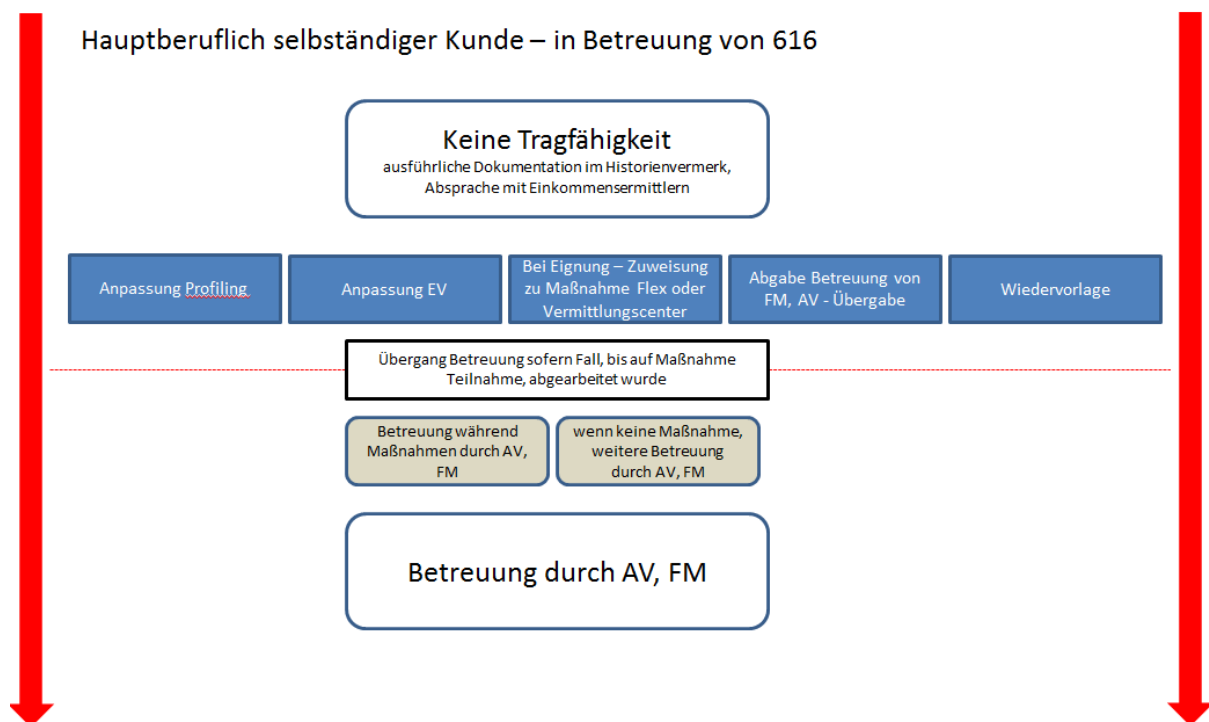 Hauptberuflich selbständiger Kunde – in Betreuung von 616
Keine Tragfähigkeit
ausführliche Dokumentation im Historienvermerk,
Absprache mit Einkommensermittlern
Anpassung Profiling
Anpassung EV
Bei Eignung – Zuweisung
zu Maßnahme Flex oder
Vermittlungscenter
Abgabe Betreuung von
FM, AV - Übergabe
Wiedervorlage
Übergang Betreuung sofern Fall, bis auf Maßnahme
Teilnahme, abgearbeitet wurde
Betreuung während
Maßnahmen durch AV,
FM
wenn keine Maßnahme,
weitere Betreuung
durch AV, FM
Betreuung durch AV, FM